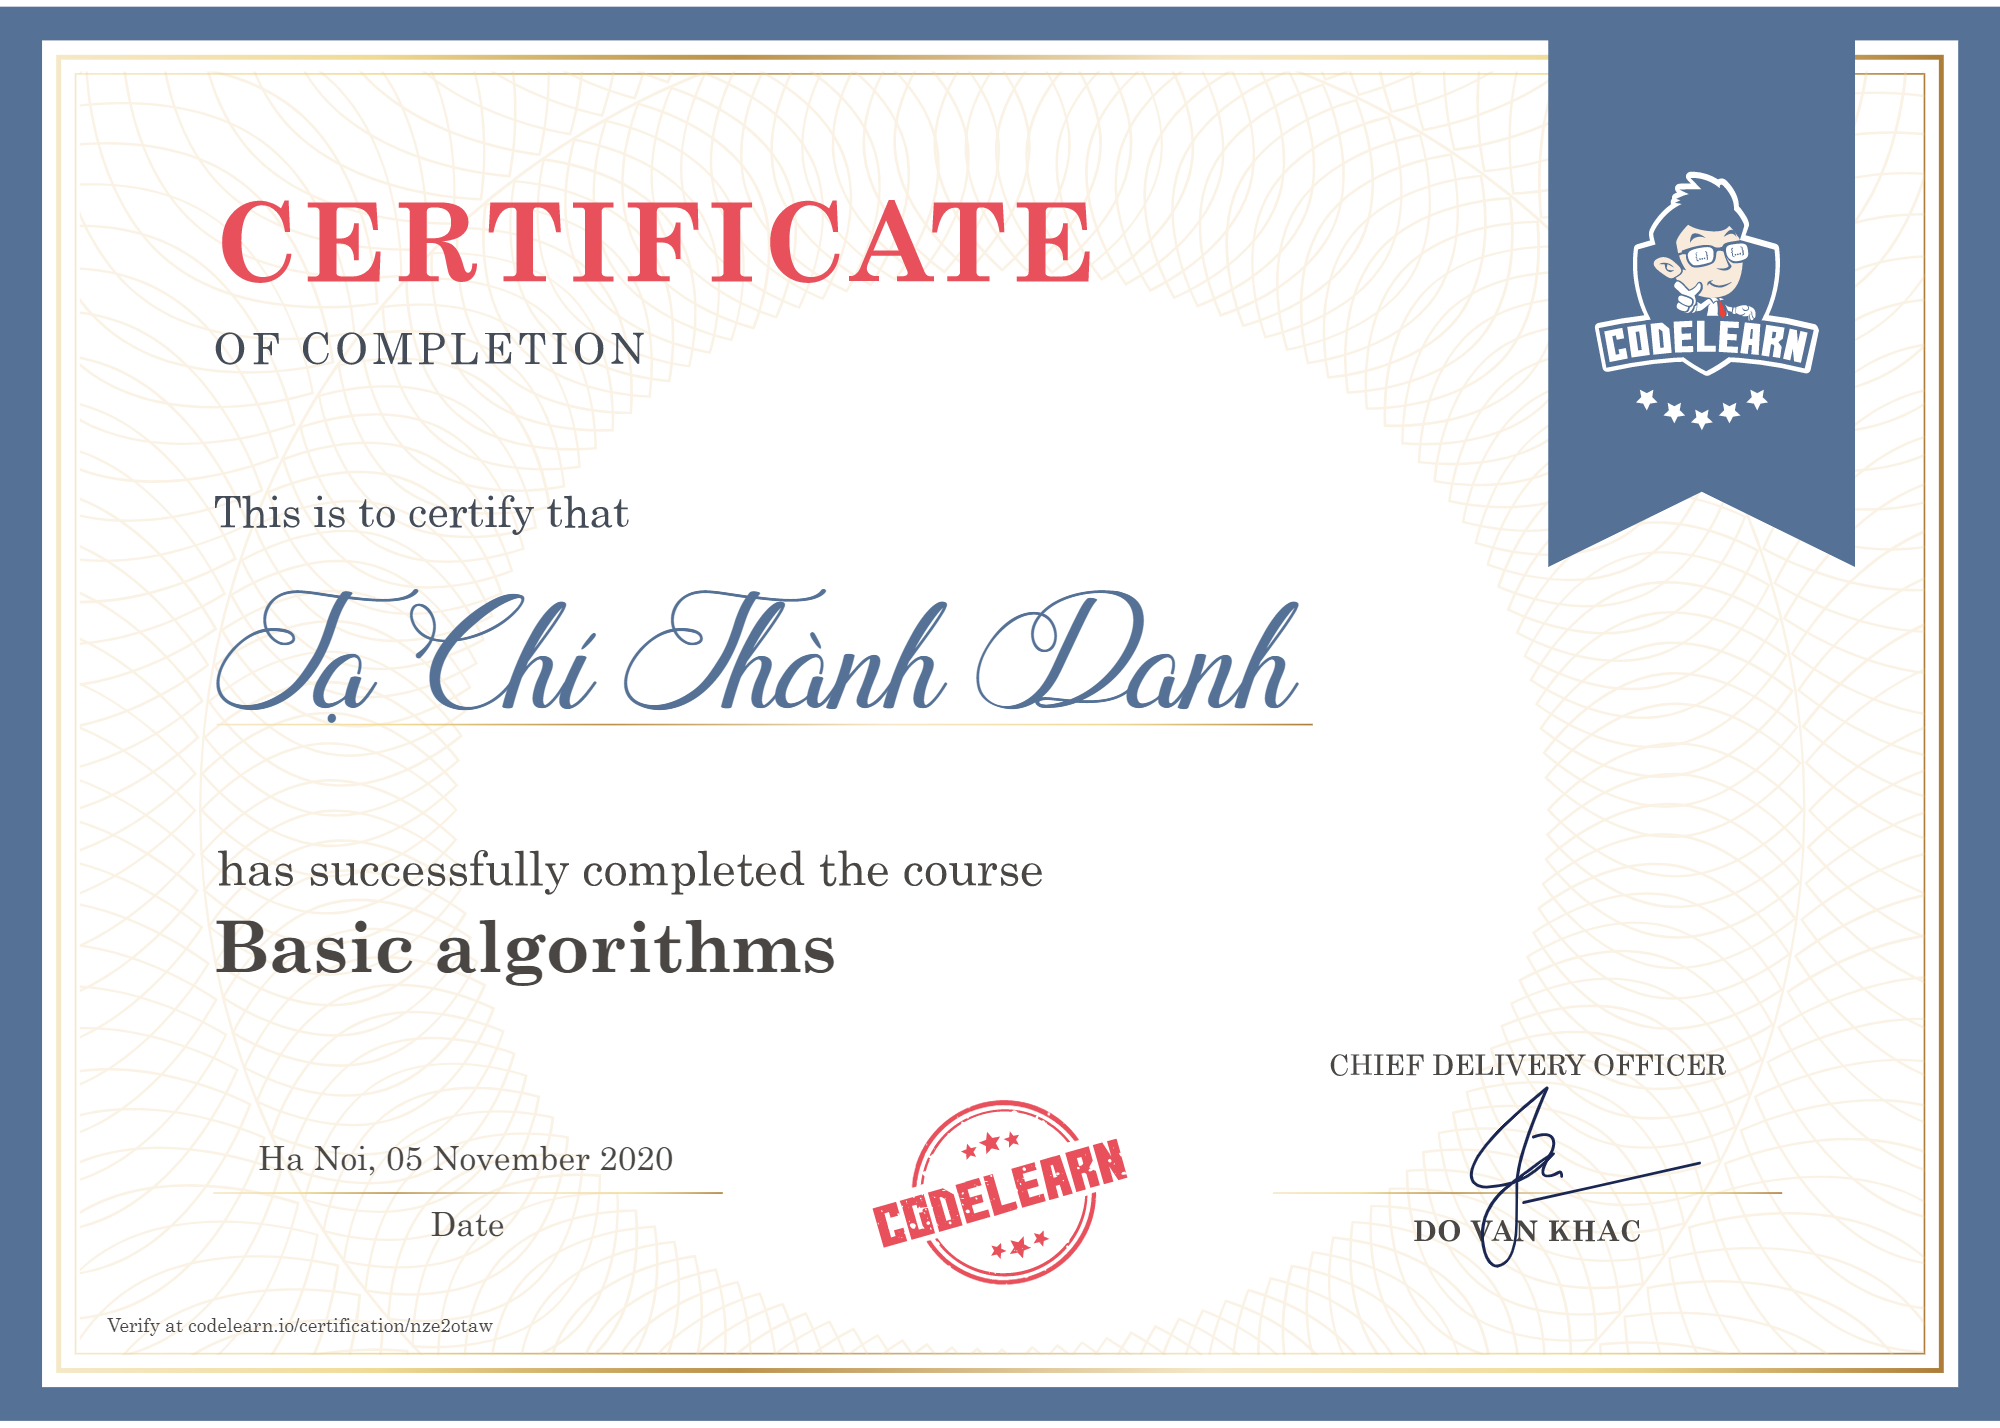 CERTIFICATE
OF COMPLETION
CODELEARN
This is to certify that
Tạ Chí Thành Danh
has successfully completed the course
Basic algorithms
CHIEF DELIVERY OFFICER
Ha Noi, 05 November 2020
Date
CODELEARN
DO VAN KHAC
Verify at codelearn.io/certification/nze2otaw